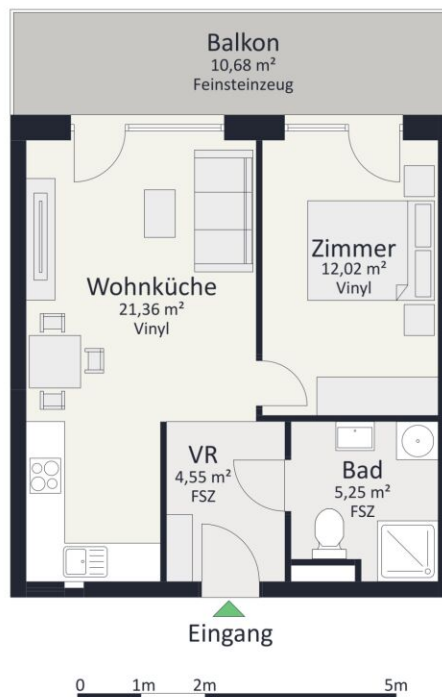 Balkon
10,68 m²
Feinsteinzeug
Zimmer
12,02 m²
Vinyl
Wohnküche
21,36 m²
Vinyl
VR
4,55 m²
FSZ
Bad
5,25 m²
FSZ
Eingang
0 1m 2m 5m